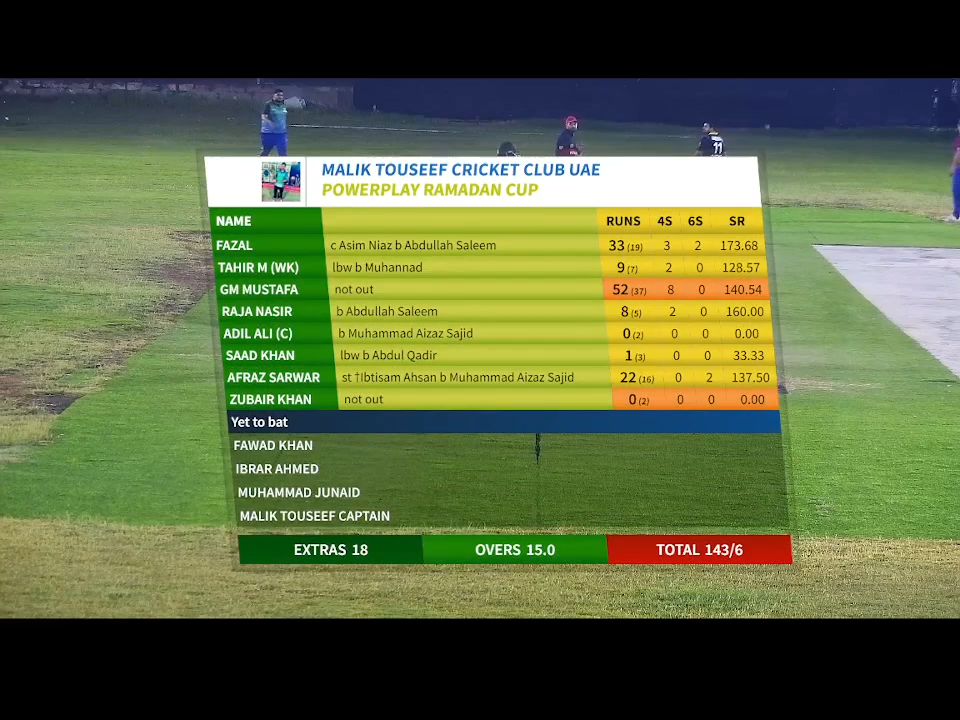 MALIK TOUSEEF CRICKET CLUB UAE
POWERPLAY RAMADAN CUP
NAME RUNS 4S 6S SR
FAZAL c Asim Niaz b Abdullah Saleem 33 (19) 3 2 173.68
TAHIR M (WK) lbw b Muhannad 9 (7) 2 0 128.57
GM MUSTAFA not out 52 (37) 8 0 140.54
RAJA NASIR b Abdullah Saleem 8 (5) 2 0 160.00
ADIL ALI (C) b Muhammad Aizaz Sajid 0 (2) 0 0 0.00
SAAD KHAN lbw b Abdul Qadir 1 (3) 0 0 33.33
AFRAZ SARWAR st †Ibtisam Ahsan b Muhammad Aizaz Sajid 22 (16) 0 2 137.50
ZUBAIR KHAN not out 0 (2) 0 0 0.00
Yet to bat
FAWAD KHAN
IBRAR AHMED
MUHAMMAD JUNAID
MALIK TOUSEEF CAPTAIN
EXTRAS 18 OVERS 15.0 TOTAL 143/6
11